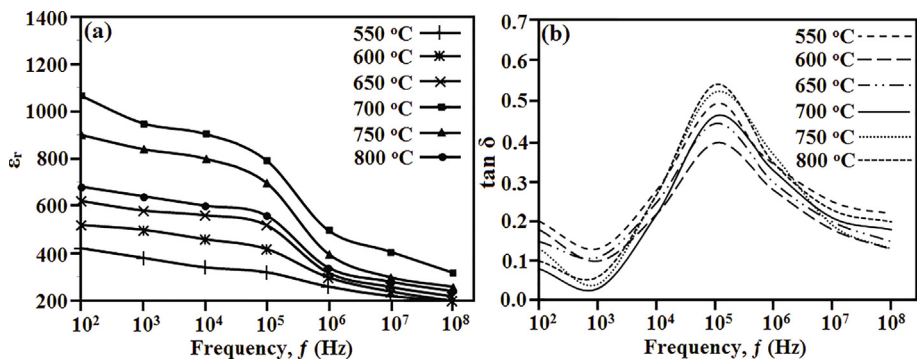 (a)
1400
1200
1000
800
600
400
200
εr
10² 10³ 10⁴ 10⁵ 10⁶ 10⁷ 10⁸
Frequency, f (Hz)
550 °C
600 °C
650 °C
700 °C
750 °C
800 °C
(b)
0.7
0.6
0.5
0.4
0.3
0.2
0.1
0.0
tan δ
10² 10³ 10⁴ 10⁵ 10⁶ 10⁷ 10⁸
Frequency, f (Hz)
550 °C
600 °C
650 °C
700 °C
750 °C
800 °C